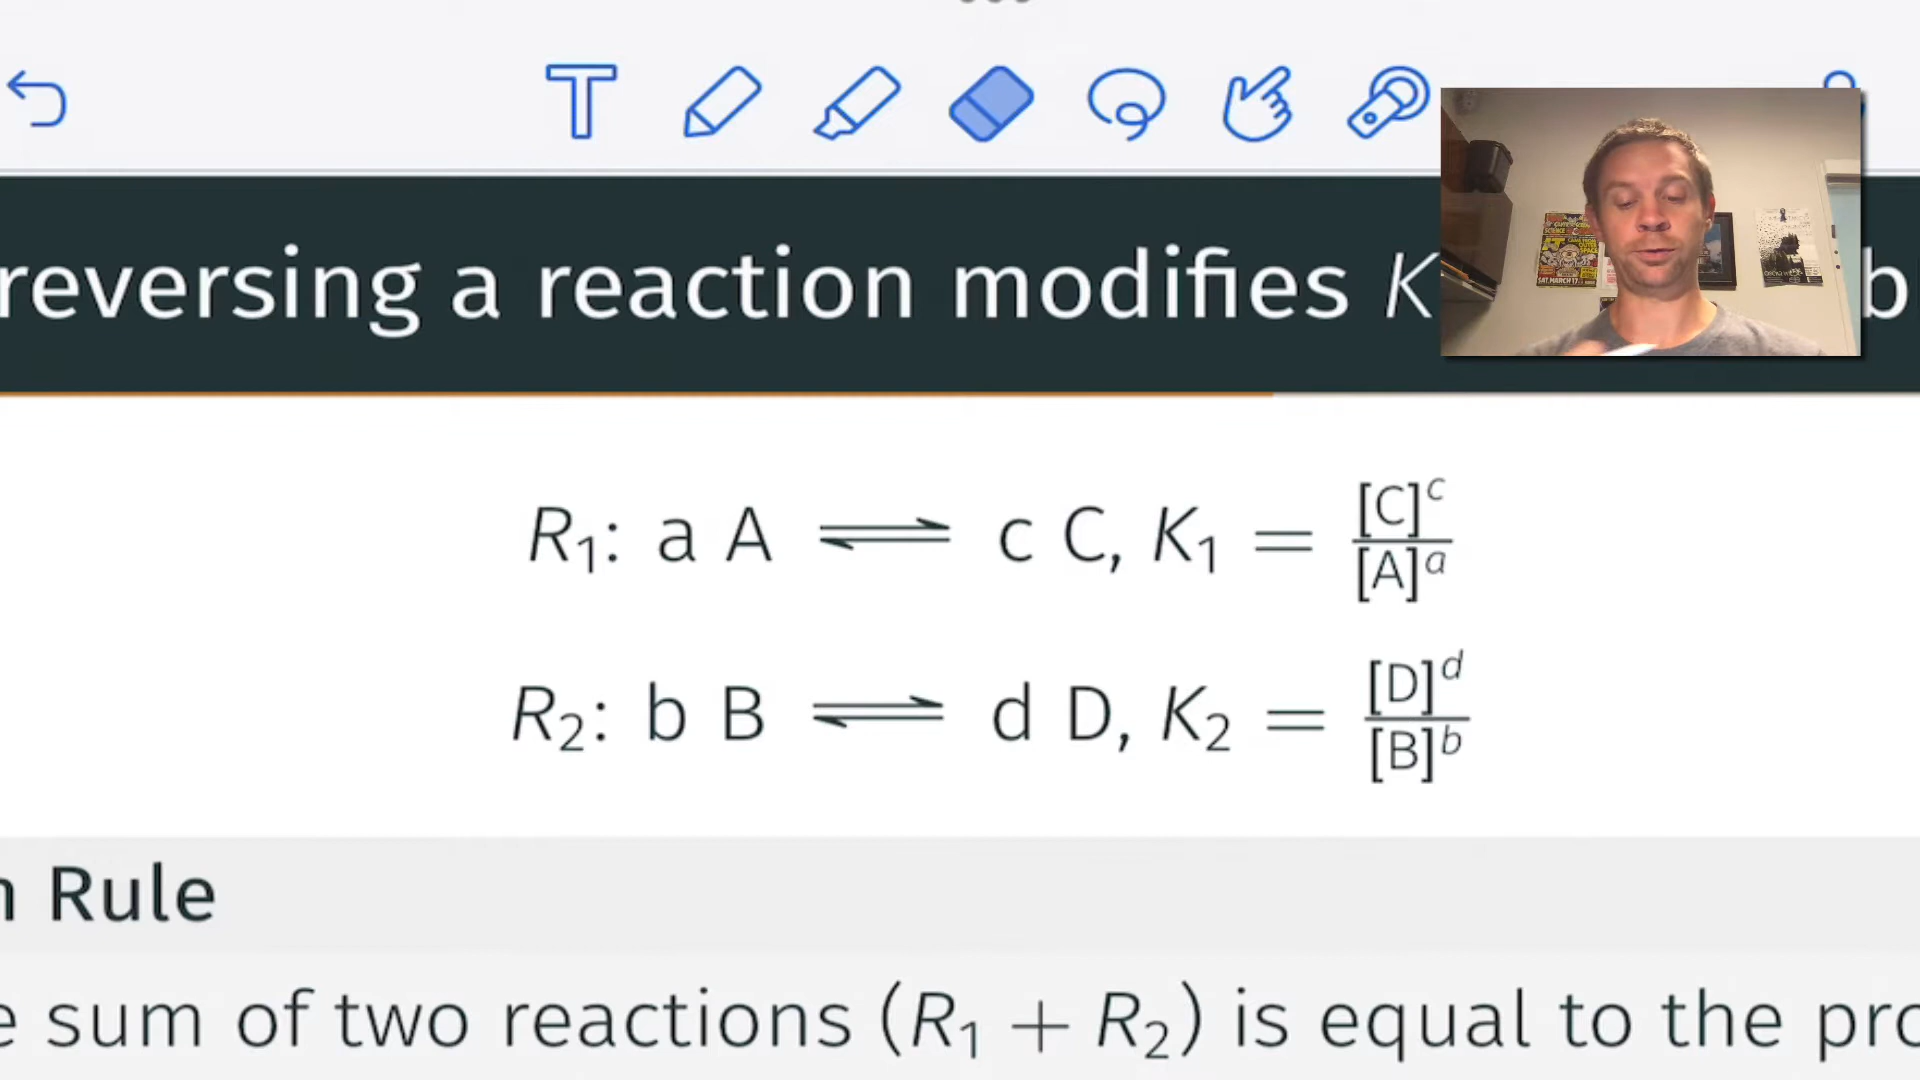 T
reversing a reaction modifies K b
R₁: a A ⇌ c C, K₁ = [C]ᶜ / [A]ᵃ
R₂: b B ⇌ d D, K₂ = [D]ᵈ / [B]ᵇ
n Rule
e sum of two reactions (R₁ + R₂) is equal to the pro